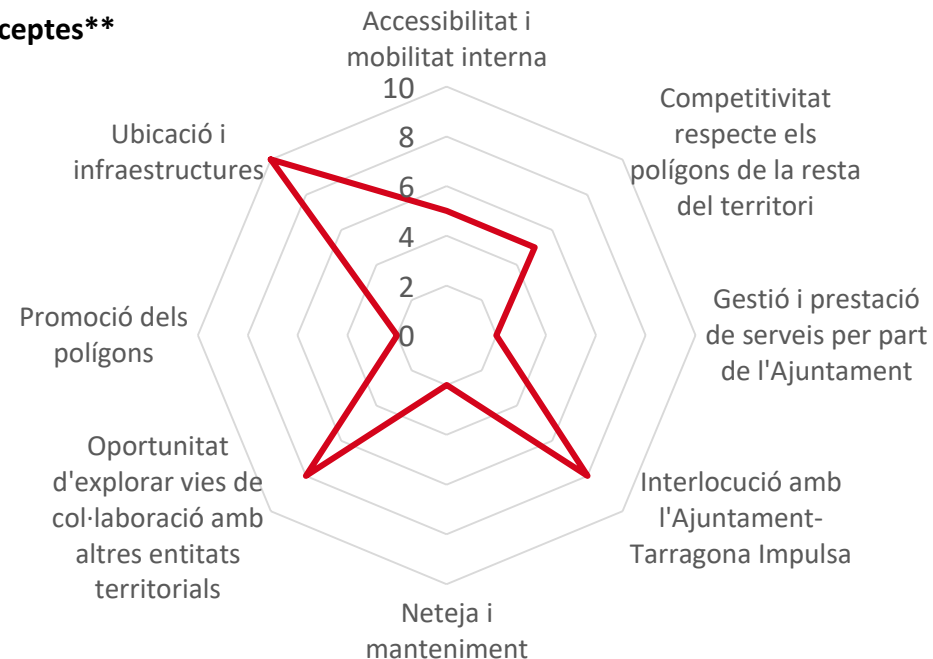 ceptes**
Accessibilitat i
mobilitat interna
10
8
6
4
2
0
Competitivitat
respecte els
polígons de la resta
del territori
Gestió i prestació
de serveis per part
de l'Ajuntament
Interlocució amb
l'Ajuntament-
Tarragona Impulsa
Neteja i
manteniment
Oportunitat
d'explorar vies de
col·laboració amb
altres entitats
territorials
Promoció dels
polígons
Ubicació i
infraestructures